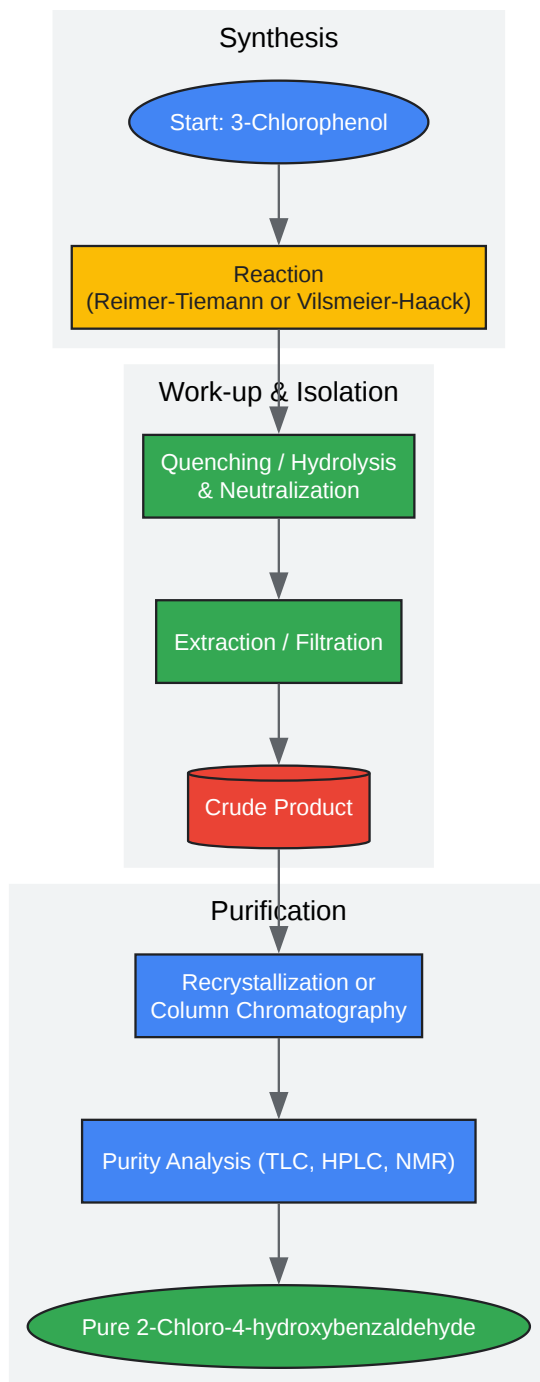 Synthesis
Start: 3-Chlorophenol
Reaction
(Reimer-Tiemann or Vilsmeier-Haack)
Work-up & Isolation
Quenching / Hydrolysis
& Neutralization
Extraction / Filtration
Crude Product
Purification
Recrystallization or
Column Chromatography
Purity Analysis (TLC, HPLC, NMR)
Pure 2-Chloro-4-hydroxybenzaldehyde